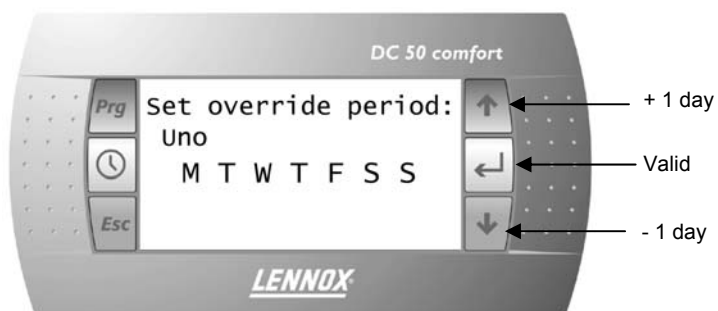 DC 50 comfort
Prg
Set override period:
Uno
M T W T F S S
Esc
LENNOX
+ 1 day
Valid
- 1 day